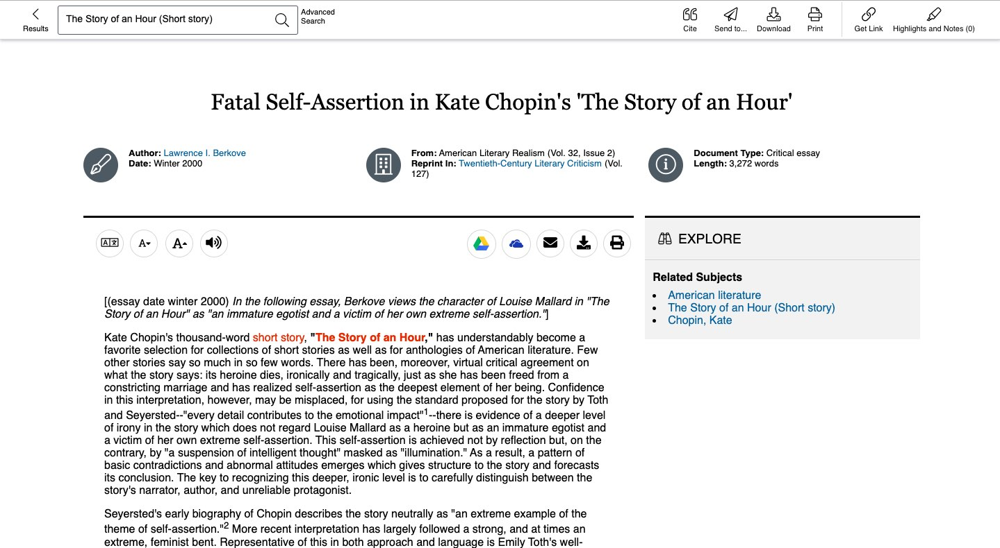 Results
The Story of an Hour (Short story)
Advanced
Search
Cite
Send to...
Download
Print
Get Link
Highlights and Notes (0)
Fatal Self-Assertion in Kate Chopin's 'The Story of an Hour'
Author: Lawrence I. Berkove
Date: Winter 2000
From: American Literary Realism (Vol. 32, Issue 2)
Reprint In: Twentieth-Century Literary Criticism (Vol.
127)
Document Type: Critical essay
Length: 3,272 words
A
A
EXPLORE
Related Subjects
American literature
The Story of an Hour (Short story)
Chopin, Kate
[(essay date winter 2000) In the following essay, Berkove views the character of Louise Mallard in "The
Story of an Hour" as "an immature egotist and a victim of her own extreme self-assertion."]
Kate Chopin's thousand-word short story, "The Story of an Hour," has understandably become a
favorite selection for collections of short stories as well as for anthologies of American literature. Few
other stories say so much in so few words. There has been, moreover, virtual critical agreement on
what the story says: its heroine dies, ironically and tragically, just as she has been freed from a
constricting marriage and has realized self-assertion as the deepest element of her being. Confidence
in this interpretation, however, may be misplaced, for using the standard proposed for the story by Toth
and Seyersted--"every detail contributes to the emotional impact"1--there is evidence of a deeper level
of irony in the story which does not regard Louise Mallard as a heroine but as an immature egotist and
a victim of her own extreme self-assertion. This self-assertion is achieved not by reflection but, on the
contrary, by "a suspension of intelligent thought" masked as "illumination." As a result, a pattern of
basic contradictions and abnormal attitudes emerges which gives structure to the story and forecasts
its conclusion. The key to recognizing this deeper, ironic level is to carefully distinguish between the
story's narrator, author, and unreliable protagonist.
Seyersted's early biography of Chopin describes the story neutrally as "an extreme example of the
theme of self-assertion."2 More recent interpretation has largely followed a strong, and at times an
extreme, feminist bent. Representative of this in both approach and language is Emily Toth's well-